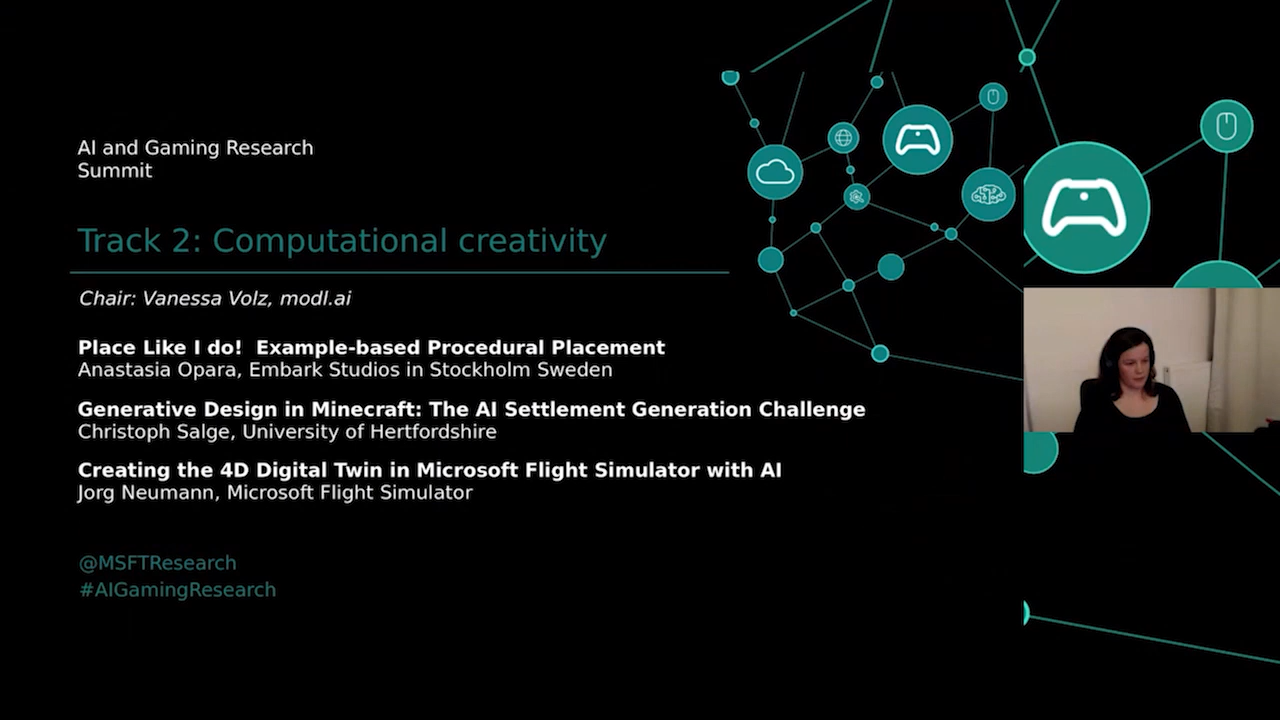 AI and Gaming Research
Summit
Track 2: Computational creativity
Chair: Vanessa Volz, modl.ai
Place Like I do!  Example-based Procedural Placement
Anastasia Opara, Embark Studios in Stockholm Sweden
Generative Design in Minecraft: The AI Settlement Generation Challenge
Christoph Salge, University of Hertfordshire
Creating the 4D Digital Twin in Microsoft Flight Simulator with AI
Jorg Neumann, Microsoft Flight Simulator
@MSFTResearch
#AIGamingResearch